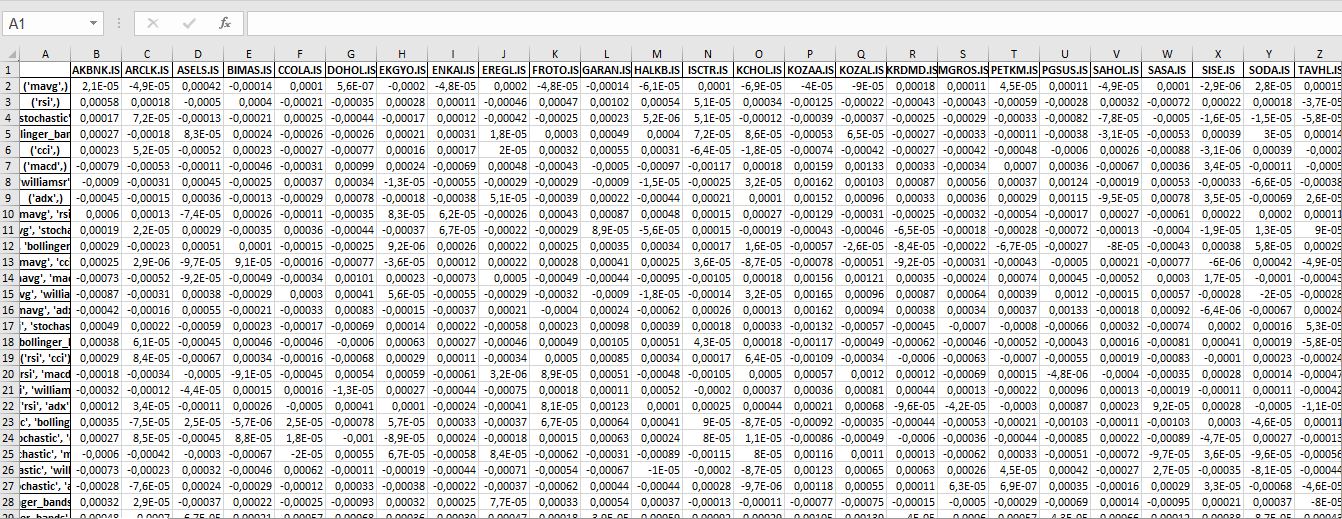 A1 fx
A B C D E F G H I J K L M N O P Q R S T U V W X Y Z
1 AKBNK.IS ARCLK.IS ASELS.IS BIMAS.IS CCOLA.IS DOHOL.IS EKGYO.IS ENKAI.IS EREGL.IS FROTO.IS GARAN.IS HALKB.IS ISCTR.IS KCHOL.IS KOZAA.IS KOZAL.IS KRDMD.IS MGROS.IS PETKM.IS PGSUS.IS SAHOL.IS SASA.IS SISE.IS SODA.IS TAVHL.IS
2 ('mavg',) 2,1E-05 -4,9E-05 0,00042 -0,00014 0,0001 5,6E-07 -0,0002 -4,8E-05 0,0002 -4,8E-05 -0,00014 -6,1E-05 0,0001 -6,9E-05 -4E-05 -9E-05 0,00018 0,00011 4,5E-05 0,00011 -4,9E-05 0,0001 -2,9E-06 2,8E-05 0,00015
3 ('rsi',) 0,00058 0,00018 -0,0005 0,0004 -0,00021 -0,00035 0,00028 -0,00011 -0,00046 0,00047 0,00102 0,00054 5,1E-05 0,00034 -0,00125 -0,00022 -0,00043 -0,00043 -0,00059 -0,00028 0,00032 -0,00072 0,00022 0,00018 -3,7E-0
4 stochastic' 0,00017 7,2E-05 -0,00013 -0,00021 0,00025 -0,00044 -0,00017 0,00012 -0,00042 -0,00025 0,00023 5,2E-06 5,1E-05 -0,00012 -0,00039 -0,00037 -0,00025 -0,00029 -0,00033 -0,00082 -7,8E-05 -0,0005 -1,6E-05 -1,5E-05 -5,8E-05
5 llinger_ban 0,00027 -0,00018 8,3E-05 0,00024 -0,00026 -0,00026 0,00021 0,00031 1,8E-05 0,0003 0,00049 0,0004 7,2E-05 8,6E-05 -0,00053 6,5E-05 -0,00027 -0,00033 -0,00011 -0,00038 -3,1E-05 -0,00053 0,00039 3E-05 0,00012
6 ('cci',) 0,00023 5,2E-05 -0,00052 0,00023 -0,00027 -0,00077 0,00016 0,00017 2E-05 0,00032 0,00055 0,00031 -6,4E-05 -1,8E-05 -0,00074 -0,00042 -0,00027 -0,00042 -0,00048 -0,0006 0,00026 -0,00088 -3,1E-06 0,00039 -0,0002
7 ('macd',) -0,00079 -0,00053 -0,00011 -0,00046 -0,00031 0,00099 0,00024 -0,00069 0,00048 -0,00043 -0,0005 -0,00097 -0,00117 0,00018 0,00159 0,00133 0,00033 0,00034 0,0007 0,00036 -0,00067 0,00036 3,4E-05 -0,00011 -0,0005
8 williamsr' -0,0009 -0,00031 0,00045 -0,00025 0,00037 0,00034 -1,3E-05 -0,00055 -0,00029 -0,00029 -0,0009 -1,5E-05 -0,00025 3,2E-05 0,00162 0,00103 0,00087 0,00056 0,00037 0,00124 -0,00019 0,00053 -0,00033 -6,6E-05 -0,00038
9 ('adx',) -0,00045 -0,00015 0,00036 -0,00013 -0,00029 0,00078 -0,00018 -0,00038 5,1E-05 -0,00039 0,00022 -0,00044 0,00021 0,0001 0,00152 0,00096 0,00033 0,00036 0,00029 0,00115 -9,5E-05 0,00078 3,5E-05 -0,00069 2,6E-05
10 mavg', 'rsi 0,0006 0,00013 -7,4E-05 0,00026 -0,00011 -0,00035 8,3E-05 6,2E-05 -0,00026 0,00043 0,00087 0,00048 0,00015 0,00027 -0,00129 -0,00031 -0,00025 -0,00032 -0,00054 -0,00017 0,00027 -0,00061 0,00022 0,0002 0,00011
11 vg', 'stocha 0,00019 2,2E-05 0,00029 -0,00035 0,00036 -0,00044 -0,00037 6,7E-05 -0,00022 -0,00029 8,9E-05 -5,6E-05 0,00015 -0,00019 -0,00043 -0,00046 -6,5E-05 -0,00018 -0,00028 -0,00072 -0,00013 -0,0004 -1,9E-05 1,3E-05 9E-05
12 , 'bollinger 0,00029 -0,00023 0,00051 0,0001 -0,00015 -0,00025 9,2E-06 0,00026 0,00022 0,00025 0,00035 0,00034 0,00017 1,6E-05 -0,00057 -2,6E-05 -8,4E-05 -0,00022 -6,7E-05 -0,00027 -8E-05 -0,00043 0,00038 5,8E-05 0,00025
13 mavg', 'cc 0,00025 2,9E-06 -9,7E-05 9,1E-05 -0,00016 -0,00077 -3,6E-05 0,00012 0,00022 0,00028 0,00041 0,00025 3,6E-05 -8,7E-05 -0,00078 -0,00051 -9,2E-05 -0,00031 -0,00043 -0,0005 0,00021 -0,00077 -6E-06 0,00042 -4,9E-05
14 navg', 'mac -0,00073 -0,00052 -9,2E-05 -0,00049 -0,00034 0,00101 0,00023 -0,00073 0,0005 -0,00049 -0,00044 -0,00095 -0,00105 0,00018 0,00156 0,00121 0,00035 0,00024 0,00074 0,00045 -0,00052 0,0003 1,7E-05 -0,0001 -0,00043
15 vg', 'willia -0,00087 -0,00031 0,00038 -0,00029 0,0003 0,00041 5,6E-05 -0,00055 -0,00029 -0,00032 -0,0009 -1,8E-05 -0,00014 3,2E-05 0,00165 0,00096 0,00087 0,00064 0,00039 0,0012 -0,00015 0,00057 -0,00028 -2E-05 -0,00028
16 mavg', 'adx -0,00042 -0,00016 0,00055 -0,00021 -0,00033 0,00083 -0,00015 -0,00037 0,00021 -0,0004 0,00024 -0,00062 0,00026 0,00013 0,00162 0,00094 0,00038 0,00034 0,00037 0,00133 -0,00018 0,00092 -6,4E-06 -0,00067 0,00024
17 ', 'stochas 0,00049 0,00022 -0,00059 0,00023 -0,00017 -0,00069 0,00014 0,00022 -0,00058 0,00023 0,00098 0,00039 0,00018 0,00033 -0,00132 -0,00057 -0,00045 -0,0007 -0,0008 -0,00066 0,00032 -0,00074 0,0002 0,00016 5,3E-0
18 bollinger_l 0,00038 6,1E-05 -0,00045 0,00046 -0,00046 -0,0006 0,00063 0,00027 -0,00046 0,00049 0,00105 0,00051 4,3E-05 0,00018 -0,00117 -0,00049 -0,00062 -0,00046 -0,00052 -0,00043 0,00016 -0,00081 0,00041 0,00019 -5,8E-05
19 ('rsi', 'cci') 0,00029 8,4E-05 -0,00067 0,00034 -0,00016 -0,00068 0,00029 0,00011 -0,00034 0,0005 0,00085 0,00034 0,00017 6,4E-05 -0,00109 -0,00034 -0,0006 -0,00063 -0,0007 -0,00055 0,00019 -0,00083 -0,0001 0,00023 -0,00024
20 rsi', 'macd -0,00018 -0,00034 -0,0005 -9,1E-05 -0,00045 0,00054 0,00059 -0,00061 3,2E-06 8,9E-05 0,00051 -0,00048 -0,00105 0,0005 0,00057 0,0012 0,00012 -0,00069 0,00015 -4,8E-06 -0,0004 -0,00035 0,00028 0,00014 -0,00047
21 i', 'william -0,00032 -0,00012 -4,4E-05 0,00015 0,00016 -1,3E-05 0,00027 -0,00044 -0,00075 0,00018 0,00011 0,00052 -0,0002 0,00037 0,00036 0,00081 0,00044 0,00013 -0,00022 0,00096 0,00013 -0,00019 -0,00011 0,00011 -0,00042
22 'rsi', 'adx' 0,00012 3,4E-05 -0,00011 0,00026 -0,0005 0,00041 0,0001 -0,00024 -0,00041 8,1E-05 0,00123 0,0001 0,00025 0,00044 0,00021 0,00068 -9,6E-05 -4,2E-05 -0,0003 0,00087 0,00023 9,2E-05 0,00028 -0,0005 -1,1E-05
23 c', 'bolling 0,00035 -7,5E-05 2,5E-05 -5,7E-06 2,5E-05 -0,00078 5,7E-05 0,00033 -0,00037 6,7E-05 0,00064 0,00041 9E-05 -8,7E-05 -0,00092 -0,00035 -0,00044 -0,00053 -0,00021 -0,00103 -0,00011 -0,00103 0,0003 -4,6E-05 0,00011
24 ochastic', ' 0,00027 8,5E-05 -0,00045 8,8E-05 1,8E-05 -0,001 -8,9E-05 0,00024 -0,00018 0,00015 0,00063 0,00024 8E-05 1,1E-05 -0,00086 -0,00049 -0,0006 -0,00036 -0,00044 -0,00085 0,00022 -0,00089 -4,7E-05 0,00027 -0,00011
25 chastic', 'm -0,0006 -0,00042 -0,0003 -0,00067 -2E-05 0,00055 6,7E-05 -0,00058 8,4E-05 -0,00062 -0,00031 -0,00089 -0,00115 8E-05 0,00116 0,0011 0,00013 -0,00062 0,00033 -0,00051 -0,00072 -9,7E-05 3,6E-05 -9,6E-05 -0,00056
26 astic', 'will -0,00073 -0,00023 0,00032 -0,00046 0,00062 -0,00011 -0,00019 -0,00044 -0,00071 -0,00054 -0,00067 -1E-05 -0,0002 -8,7E-05 0,00123 0,00065 0,00063 0,00026 4,5E-05 0,00042 -0,00027 2,7E-05 -0,00035 -8,1E-05 -0,00044
27 ochastic', 'a -0,00028 -7,6E-05 0,00024 -0,00029 -0,00012 0,00033 -0,00038 -0,00022 -0,00037 -0,00062 0,00044 -0,00044 0,00028 -9,7E-06 0,00118 0,00055 0,00011 6,3E-05 6,9E-07 0,00035 -0,00016 0,00029 3,3E-05 -0,00068 -4,6E-05
28 nger_bands 0,00032 2,9E-05 -0,00037 0,00022 -0,00025 -0,00093 0,00032 0,00025 7,7E-05 0,00033 0,00054 0,00037 -0,00013 -0,00011 -0,00077 -0,00075 -0,00015 -0,0005 -0,00029 -0,00069 0,00014 -0,00095 0,00021 0,00037 -8E-05